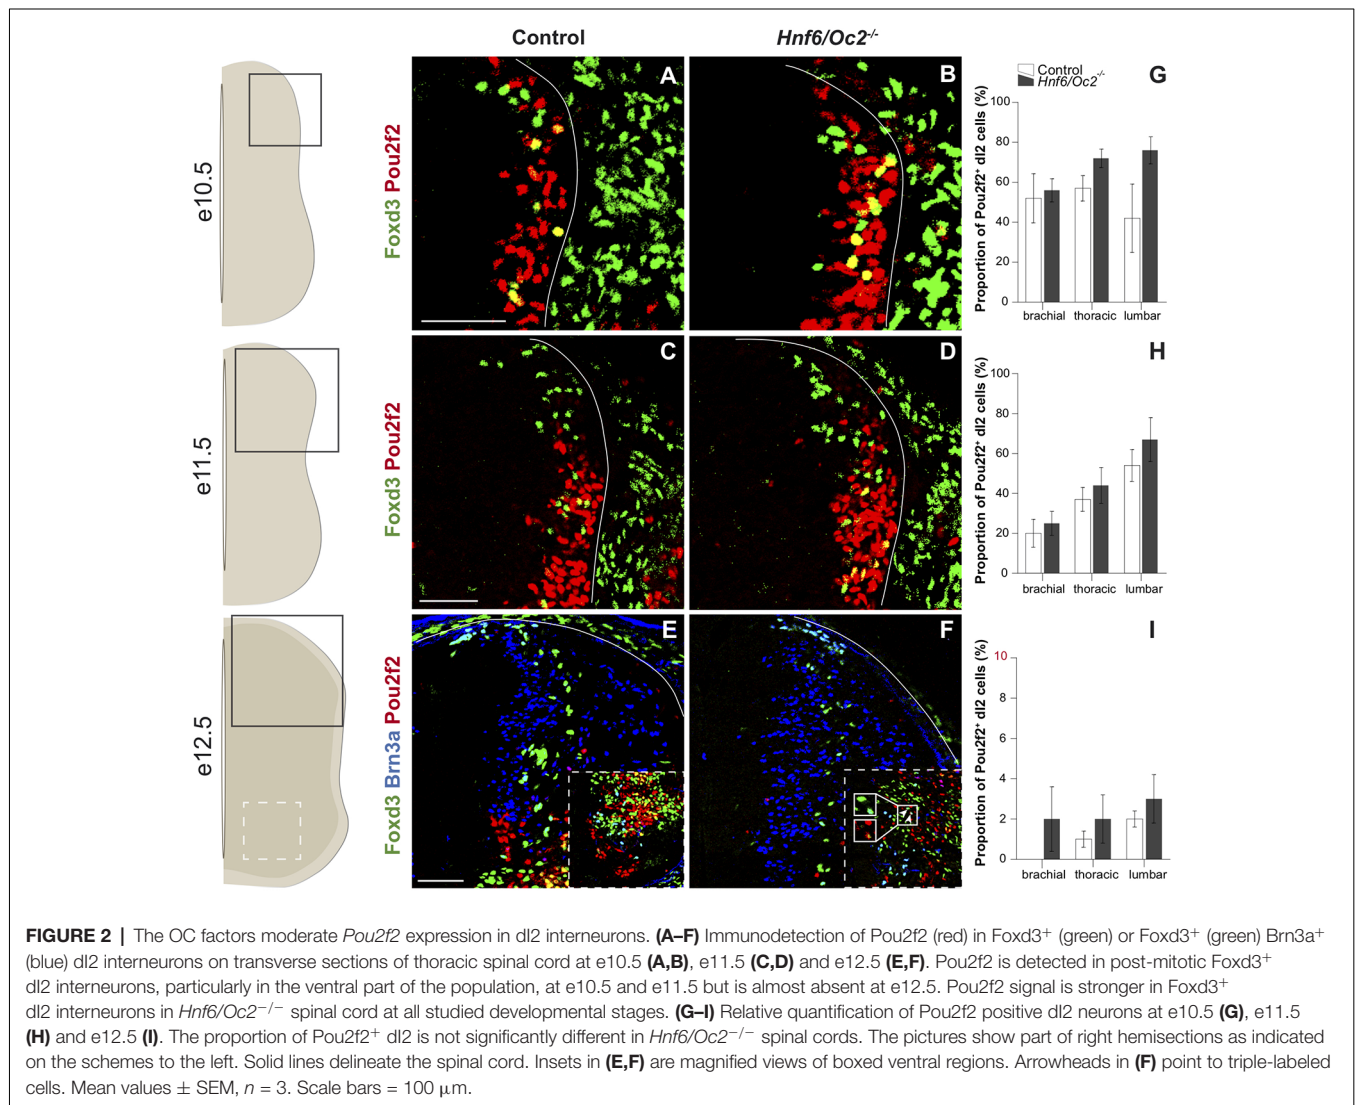 Control
Hnf6/Oc2-/-
e10.5
Foxd3 Pou2f2
A
B
G
Control
Hnf6/Oc2-/-
Proportion of Pou2f2+ dI2 cells (%)
100
80
60
40
20
0
brachial thoracic lumbar
e11.5
Foxd3 Pou2f2
C
D
H
Proportion of Pou2f2+ dI2 cells (%)
100
80
60
40
20
0
brachial thoracic lumbar
e12.5
Foxd3 Brn3a Pou2f2
E
F
I
Proportion of Pou2f2+ dI2 cells (%)
10
8
6
4
2
0
brachial thoracic lumbar
FIGURE 2 | The OC factors moderate Pou2f2 expression in dI2 interneurons. (A–F) Immunodetection of Pou2f2 (red) in Foxd3+ (green) or Foxd3+ (green) Brn3a+
(blue) dI2 interneurons on transverse sections of thoracic spinal cord at e10.5 (A,B), e11.5 (C,D) and e12.5 (E,F). Pou2f2 is detected in post-mitotic Foxd3+
dI2 interneurons, particularly in the ventral part of the population, at e10.5 and e11.5 but is almost absent at e12.5. Pou2f2 signal is stronger in Foxd3+
dI2 interneurons in Hnf6/Oc2−/− spinal cord at all studied developmental stages. (G–I) Relative quantification of Pou2f2 positive dI2 neurons at e10.5 (G), e11.5
(H) and e12.5 (I). The proportion of Pou2f2+ dI2 is not significantly different in Hnf6/Oc2−/− spinal cords. The pictures show part of right hemisections as indicated
on the schemes to the left. Solid lines delineate the spinal cord. Insets in (E,F) are magnified views of boxed ventral regions. Arrowheads in (F) point to triple-labeled
cells. Mean values ± SEM, n = 3. Scale bars = 100 μm.